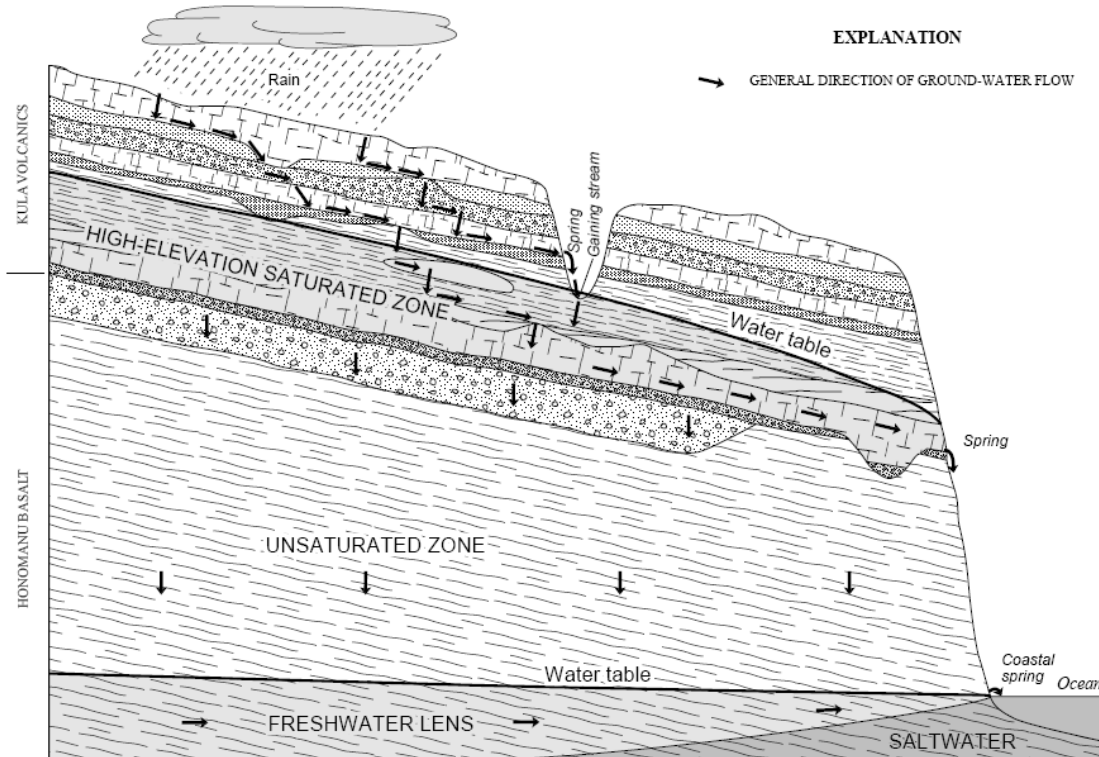 EXPLANATION
GENERAL DIRECTION OF GROUND-WATER FLOW
Rain
KULA VOLCANICS
Spring
Gaining stream
HIGH-ELEVATION SATURATED ZONE
Water table
Spring
HONOMANU BASALT
UNSATURATED ZONE
Water table
Coastal
spring
Ocean
FRESHWATER LENS
SALTWATER